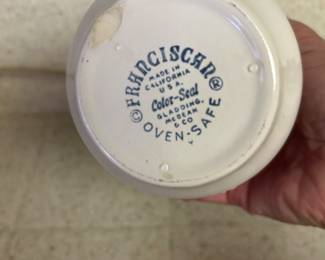 © FRANCISCAN ®
MADE IN
CALIFORNIA
U.S.A.
Color-Seal
GLADDING,
McBEAN
CO
OVEN-SAFE